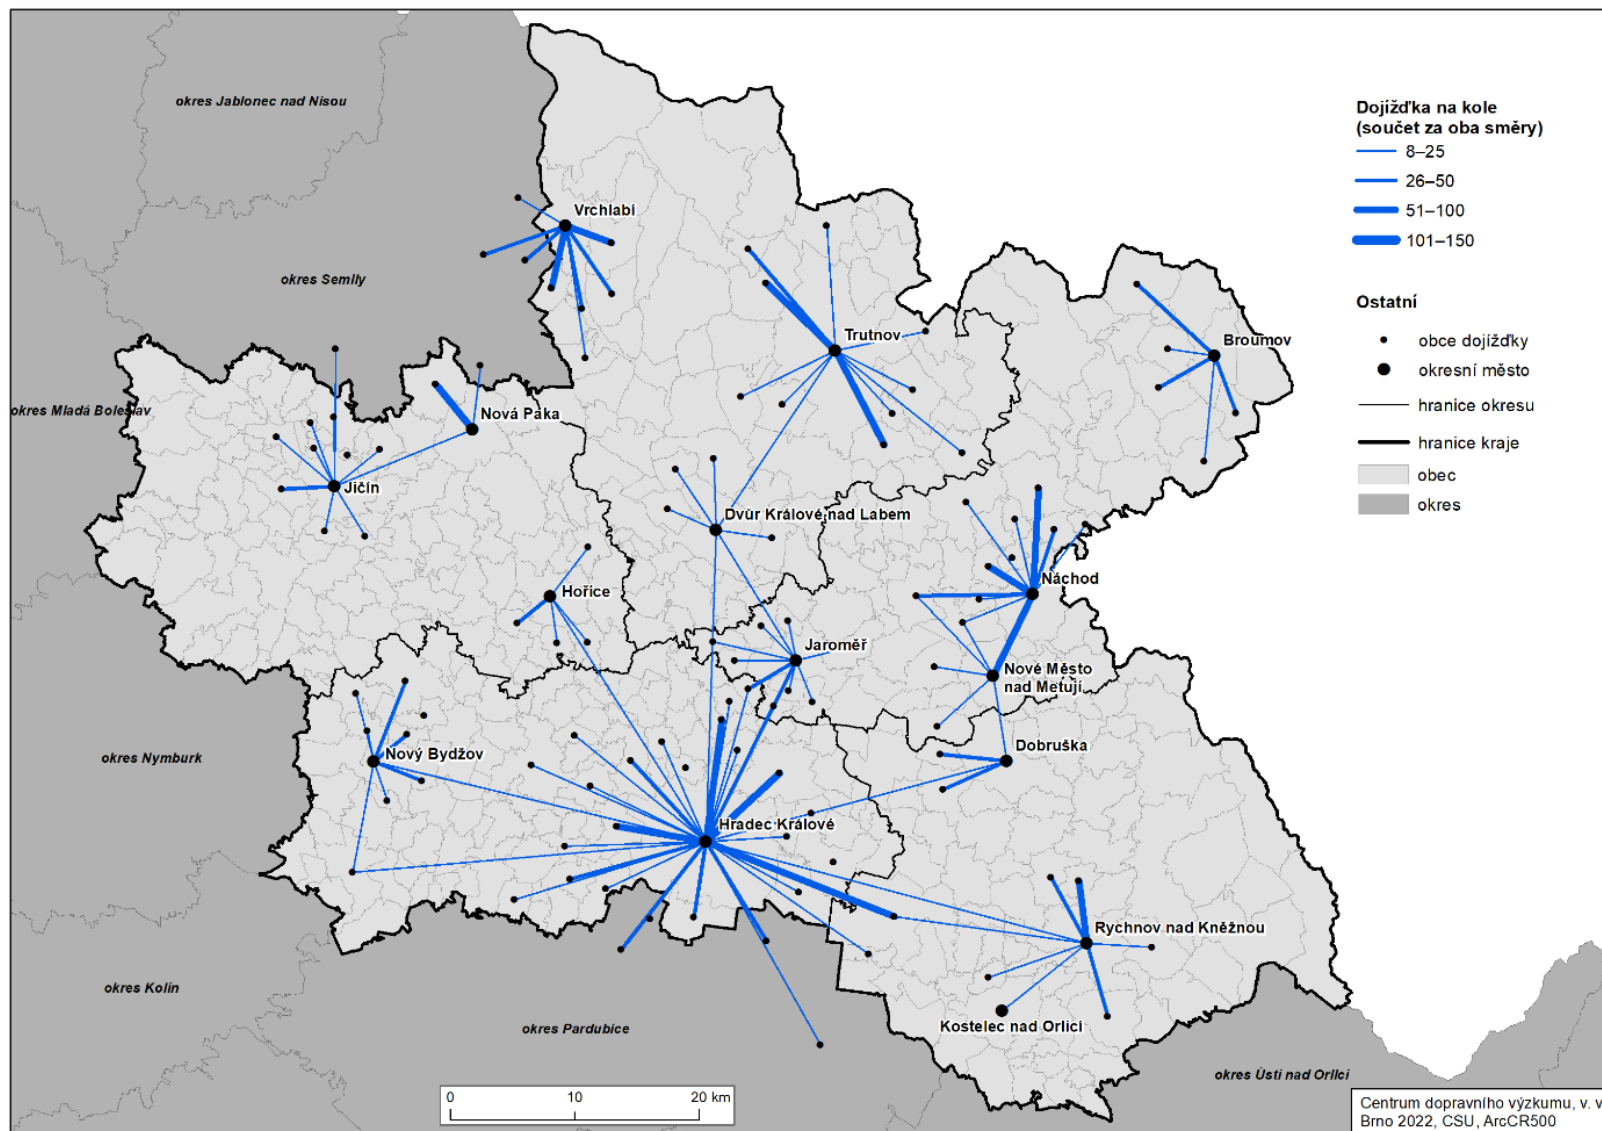 okres Jablonec nad Nisou
Dojížďka na kole
(součet za oba směry)
8–25
26–50
51–100
101–150
Vrchlabí
okres Semily
Ostatní
obce dojížďky
okresní město
hranice okresu
hranice kraje
obec
okres
Trutnov
Broumov
okres Mladá Boleslav
Nová Paka
Jičín
Dvůr Králové nad Labem
Hořice
Náchod
Jaroměř
Nové Město
nad Metují
okres Nymburk
Nový Bydžov
Dobruška
Hradec Králové
Rychnov nad Kněžnou
okres Kolín
okres Pardubice
Kostelec nad Orlicí
okres Ústí nad Orlicí
0 10 20 km
Centrum dopravního výzkumu, v. v
Brno 2022, CSU, ArcCR500